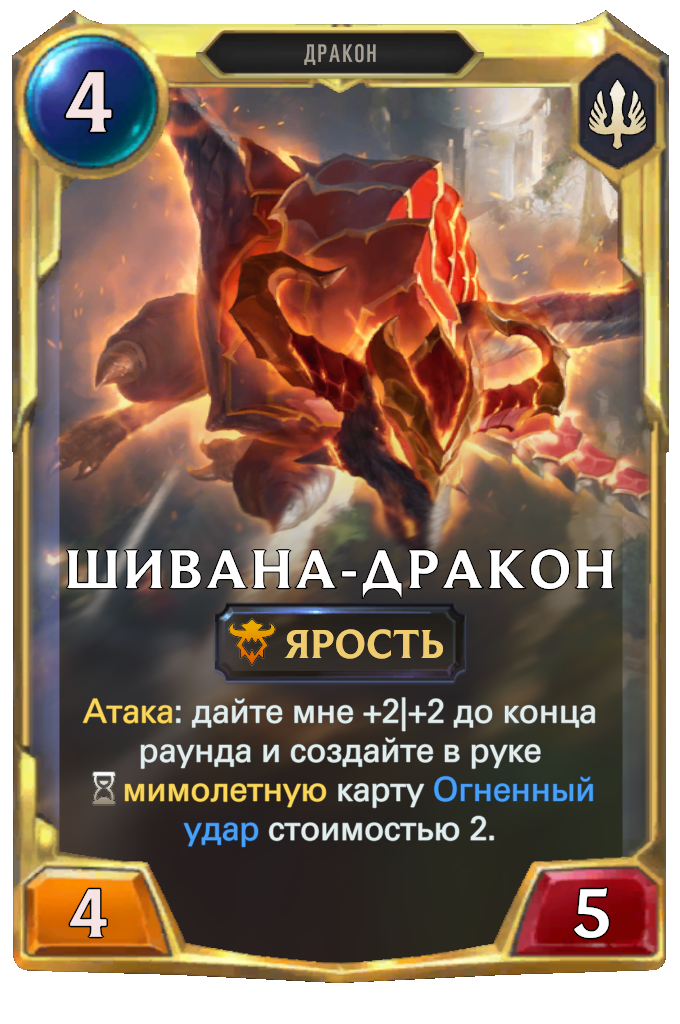 ДРАКОН
4
ШИВАНА-ДРАКОН
ЯРОСТЬ
Атака: дайте мне +2|+2 до конца
раунда и создайте в руке
мимолетную карту Огненный
удар стоимостью 2.
4
5